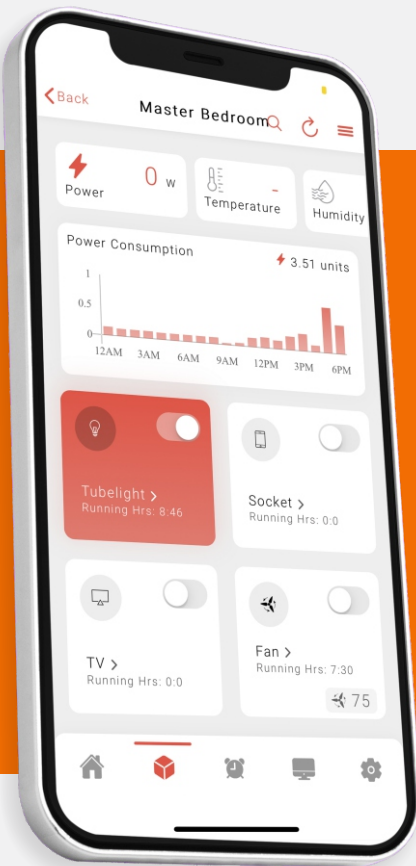 Back
Master Bedroom
0 w
Power
-
Temperature
Humidity
Power Consumption
3.51 units
1
0.5
0
12AM 3AM 6AM 9AM 12PM 3PM 6PM
Tubelight >
Running Hrs: 8:46
Socket >
Running Hrs: 0:0
TV >
Running Hrs: 0:0
Fan >
Running Hrs: 7:30
75